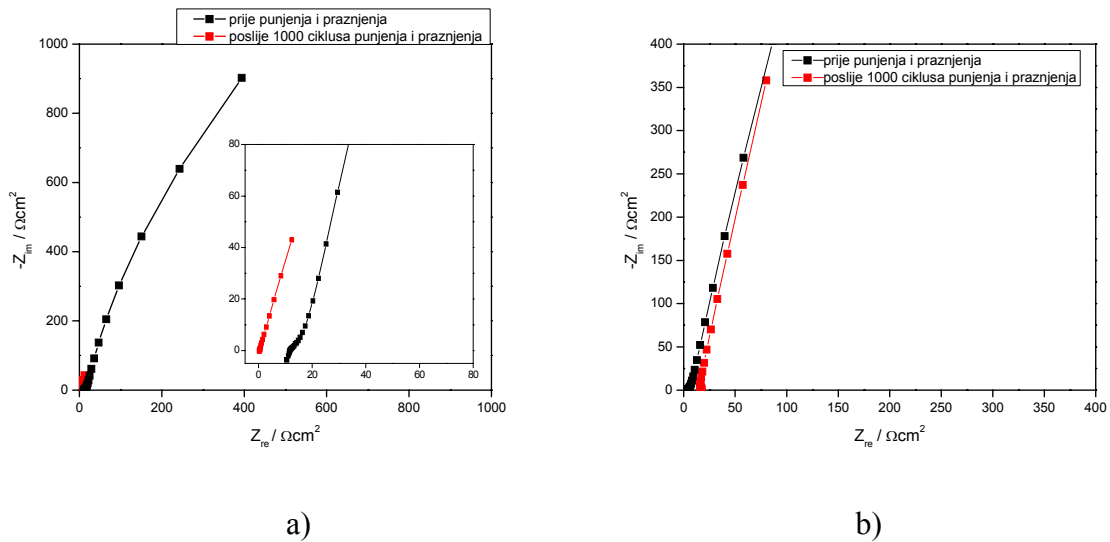 prije punjenja i praznjenja
poslije 1000 ciklusa punjenja i praznjenja
1000
800
600
400
200
0
-Z_im / Ωcm²
0 200 400 600 800 1000
Z_re / Ωcm²
80
60
40
20
0
0 20 40 60 80
a)
prije punjenja i praznjenja
poslije 1000 ciklusa punjenja i praznjenja
400
350
300
250
200
150
100
50
0
-Z_im / Ωcm²
0 50 100 150 200 250 300 350 400
Z_re / Ωcm²
b)